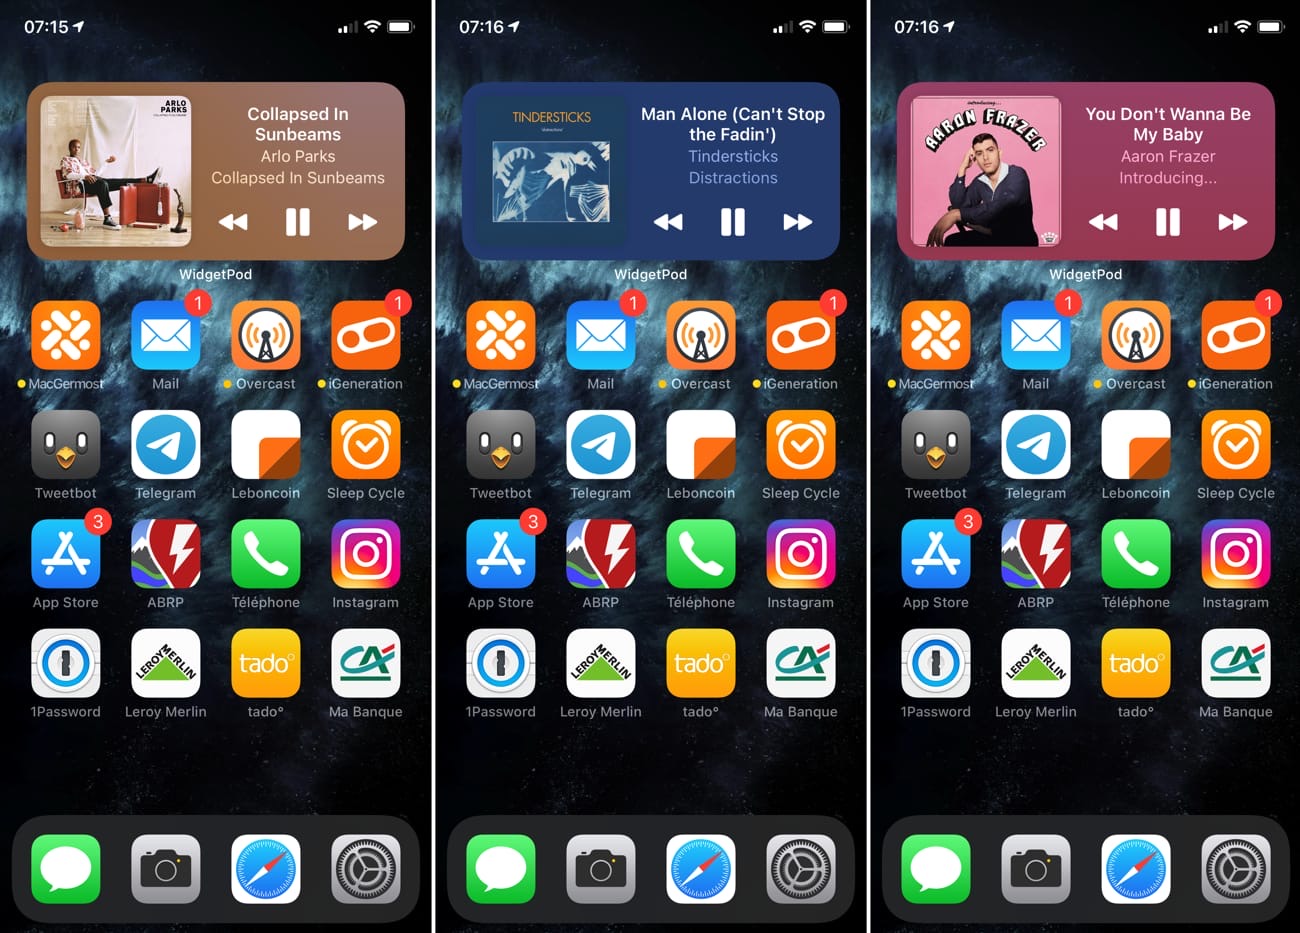 07:15
ARLO
PARKS
COLLAPSED IN SUNBEAMS
Collapsed In
Sunbeams
Arlo Parks
Collapsed In Sunbeams
WidgetPod
1
1
MacGermost
Mail
Overcast
iGeneration
Tweetbot
Telegram
Leboncoin
Sleep Cycle
3
App Store
ABRP
Téléphone
Instagram
LEROY MERLIN
tado°
CA
1Password
Leroy Merlin
tado°
Ma Banque
07:16
TINDERSTICKS
Man Alone (Can't Stop
the Fadin')
Tindersticks
Distractions
WidgetPod
1
1
MacGermost
Mail
Overcast
iGeneration
Tweetbot
Telegram
Leboncoin
Sleep Cycle
3
App Store
ABRP
Téléphone
Instagram
LEROY MERLIN
tado°
CA
1Password
Leroy Merlin
tado°
Ma Banque
07:16
introducing...
AARON FRAZER
You Don't Wanna Be
My Baby
Aaron Frazer
Introducing...
WidgetPod
1
1
MacGermost
Mail
Overcast
iGeneration
Tweetbot
Telegram
Leboncoin
Sleep Cycle
3
App Store
ABRP
Téléphone
Instagram
LEROY MERLIN
tado°
CA
1Password
Leroy Merlin
tado°
Ma Banque